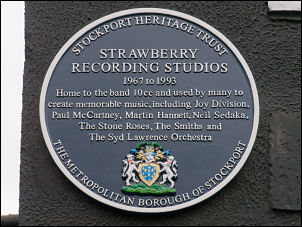 STOCKPORT HERITAGE TRUST
STRAWBERRY
RECORDING STUDIOS
1967 to 1993
Home to the band 10cc and used by many to
create memorable music, including Joy Division,
Paul McCartney, Martin Hannett, Neil Sedaka,
The Stone Roses, The Smiths and
The Syd Lawrence Orchestra
THE METROPOLITAN BOROUGH OF STOCKPORT